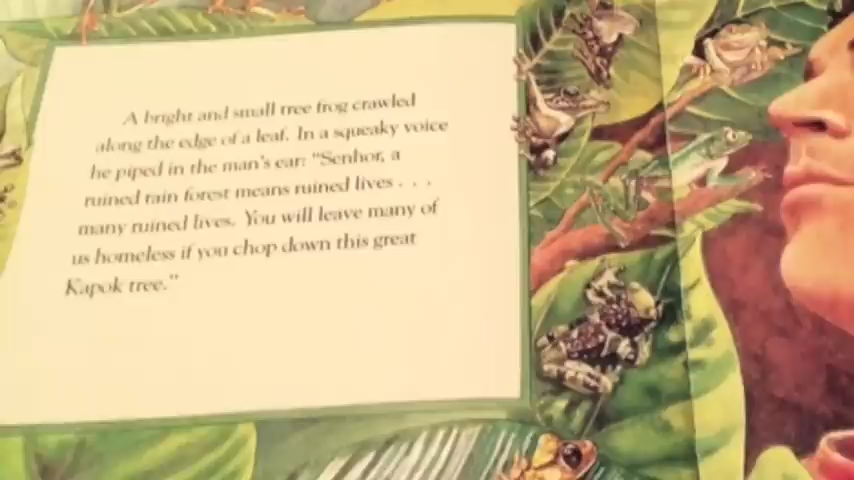 A bright and small tree frog crawled
along the edge of a leaf. In a squeaky voice
he piped in the man's ear: "Senhor, a
ruined rain forest means ruined lives . . .
many ruined lives. You will leave many of
us homeless if you chop down this great
Kapok tree."